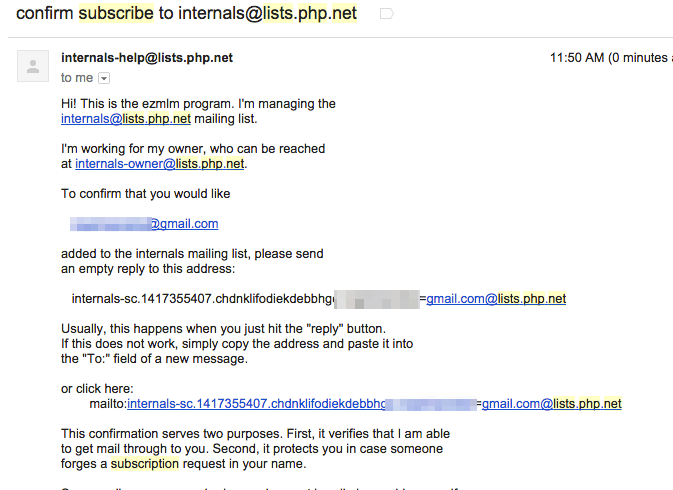 confirm subscribe to internals@lists.php.net
internals-help@lists.php.net 11:50 AM (0 minutes
to me
Hi! This is the ezmlm program. I'm managing the
internals@lists.php.net mailing list.
I'm working for my owner, who can be reached
at internals-owner@lists.php.net.
To confirm that you would like
@gmail.com
added to the internals mailing list, please send
an empty reply to this address:
internals-sc.1417355407.chdnklifodiekdebbhg =gmail.com@lists.php.net
Usually, this happens when you just hit the "reply" button.
If this does not work, simply copy the address and paste it into
the "To:" field of a new message.
or click here:
mailto:internals-sc.1417355407.chdnklifodiekdebbhg =gmail.com@lists.php.net
This confirmation serves two purposes. First, it verifies that I am able
to get mail through to you. Second, it protects you in case someone
forges a subscription request in your name.